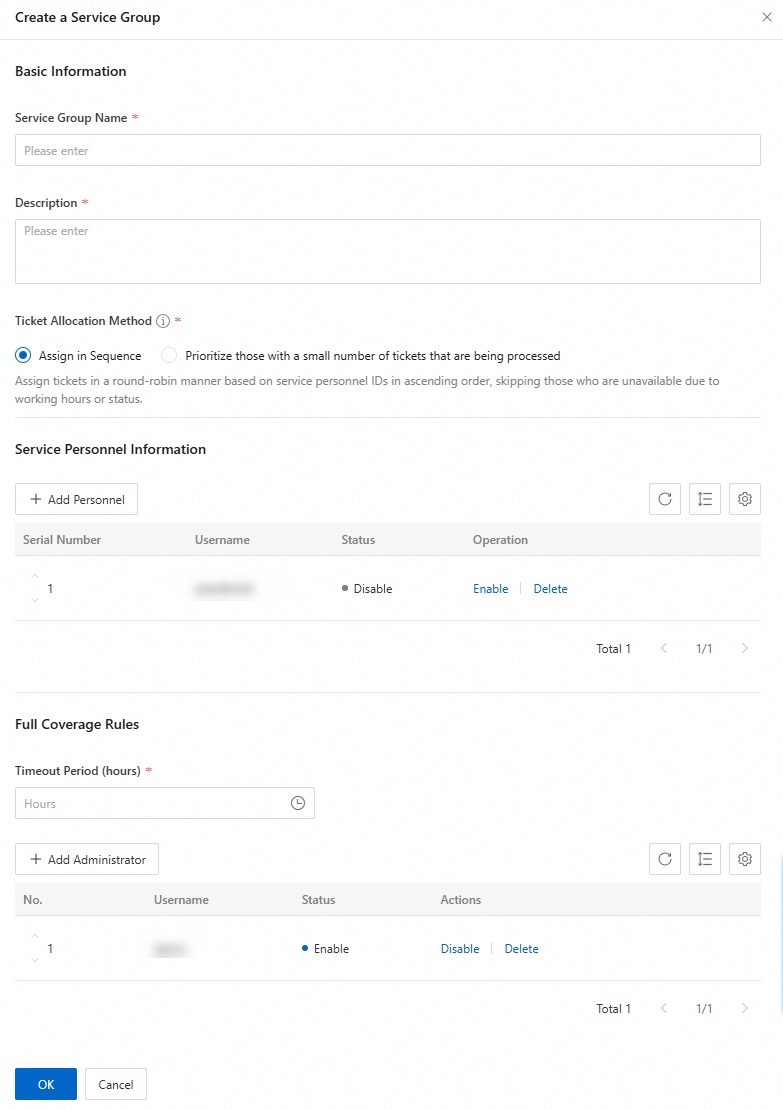 Create a Service Group
Basic Information
Service Group Name *
Please enter
Description *
Please enter
Ticket Allocation Method *
Assign in Sequence Prioritize those with a small number of tickets that are being processed
Assign tickets in a round-robin manner based on service personnel IDs in ascending order, skipping those who are unavailable due to
working hours or status.
Service Personnel Information
+ Add Personnel
Serial Number Username Status Operation
1 Disable Enable Delete
Total 1 < 1/1 >
Full Coverage Rules
Timeout Period (hours) *
Hours
+ Add Administrator
No. Username Status Actions
1 Enable Disable Delete
Total 1 < 1/1 >
OK Cancel